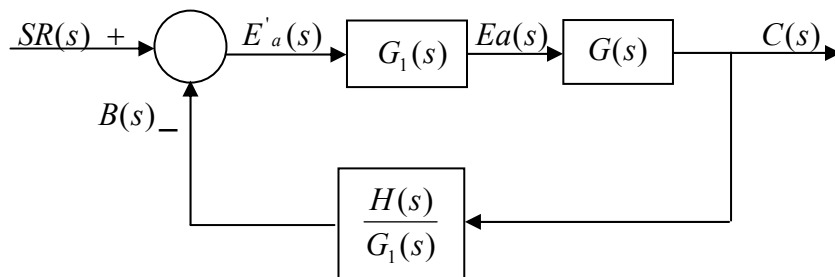 SR(s) + E'a(s) G1(s) Ea(s) G(s) C(s)
B(s) _
H(s)
G1(s)